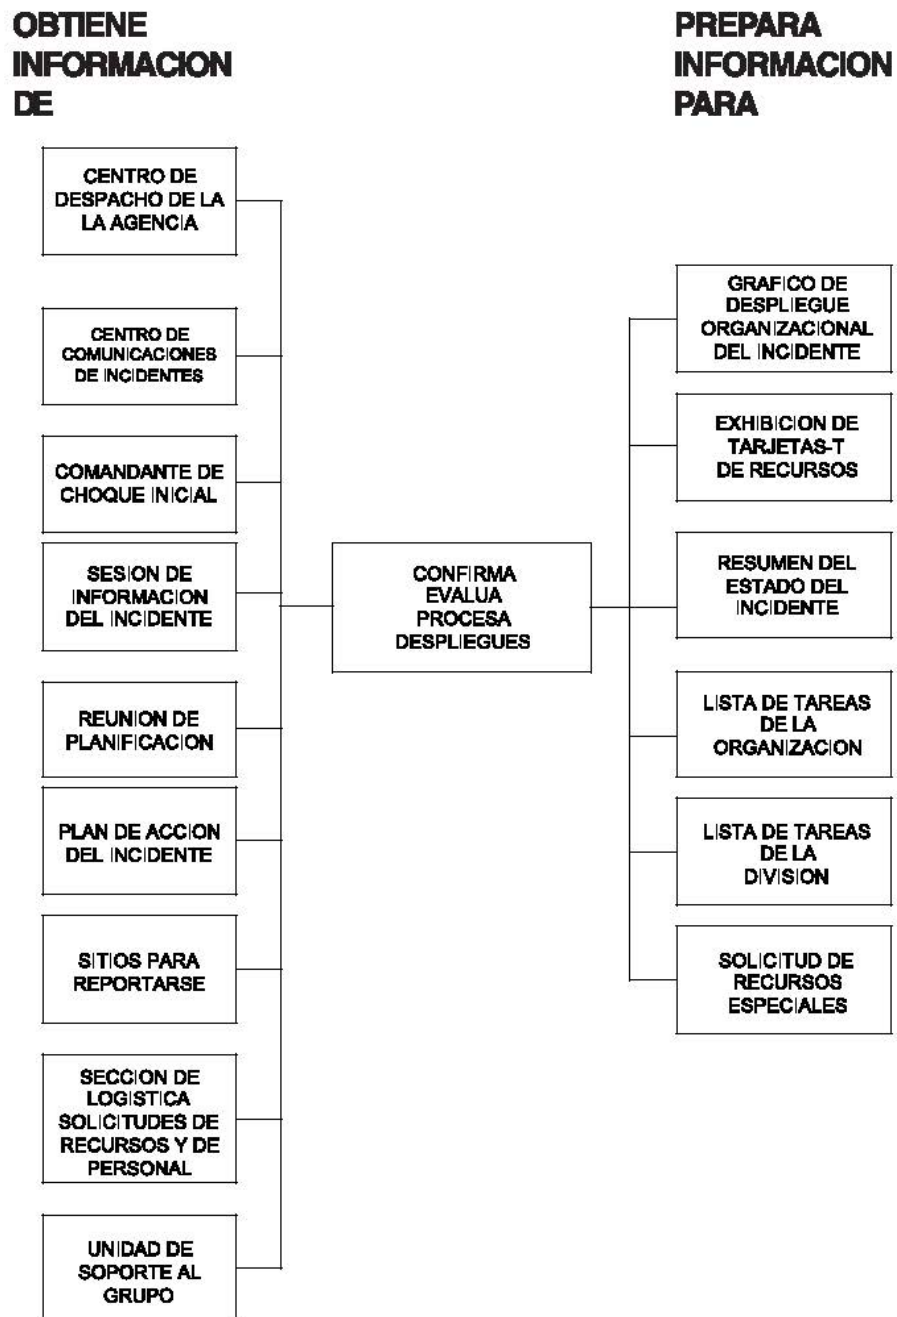 OBTIENE
INFORMACION
DE
PREPARA
INFORMACION
PARA
CENTRO DE
DESPACHO DE LA
LA AGENCIA
CENTRO DE
COMUNICACIONES
DE INCIDENTES
COMANDANTE DE
CHOQUE INICIAL
SESION DE
INFORMACION
DEL INCIDENTE
REUNION DE
PLANIFICACION
PLAN DE ACCION
DEL INCIDENTE
SITIOS PARA
REPORTARSE
SECCION DE
LOGISTICA
SOLICITUDES DE
RECURSOS Y DE
PERSONAL
UNIDAD DE
SOPORTE AL
GRUPO
CONFIRMA
EVALUA
PROCESA
DESPLIEGUES
GRAFICO DE
DESPLIEGUE
ORGANIZACIONAL
DEL INCIDENTE
EXHIBICION DE
TARJETAS-T
DE RECURSOS
RESUMEN DEL
ESTADO DEL
INCIDENTE
LISTA DE TAREAS
DE LA
ORGANIZACION
LISTA DE TAREAS
DE LA
DIVISION
SOLICITUD DE
RECURSOS
ESPECIALES